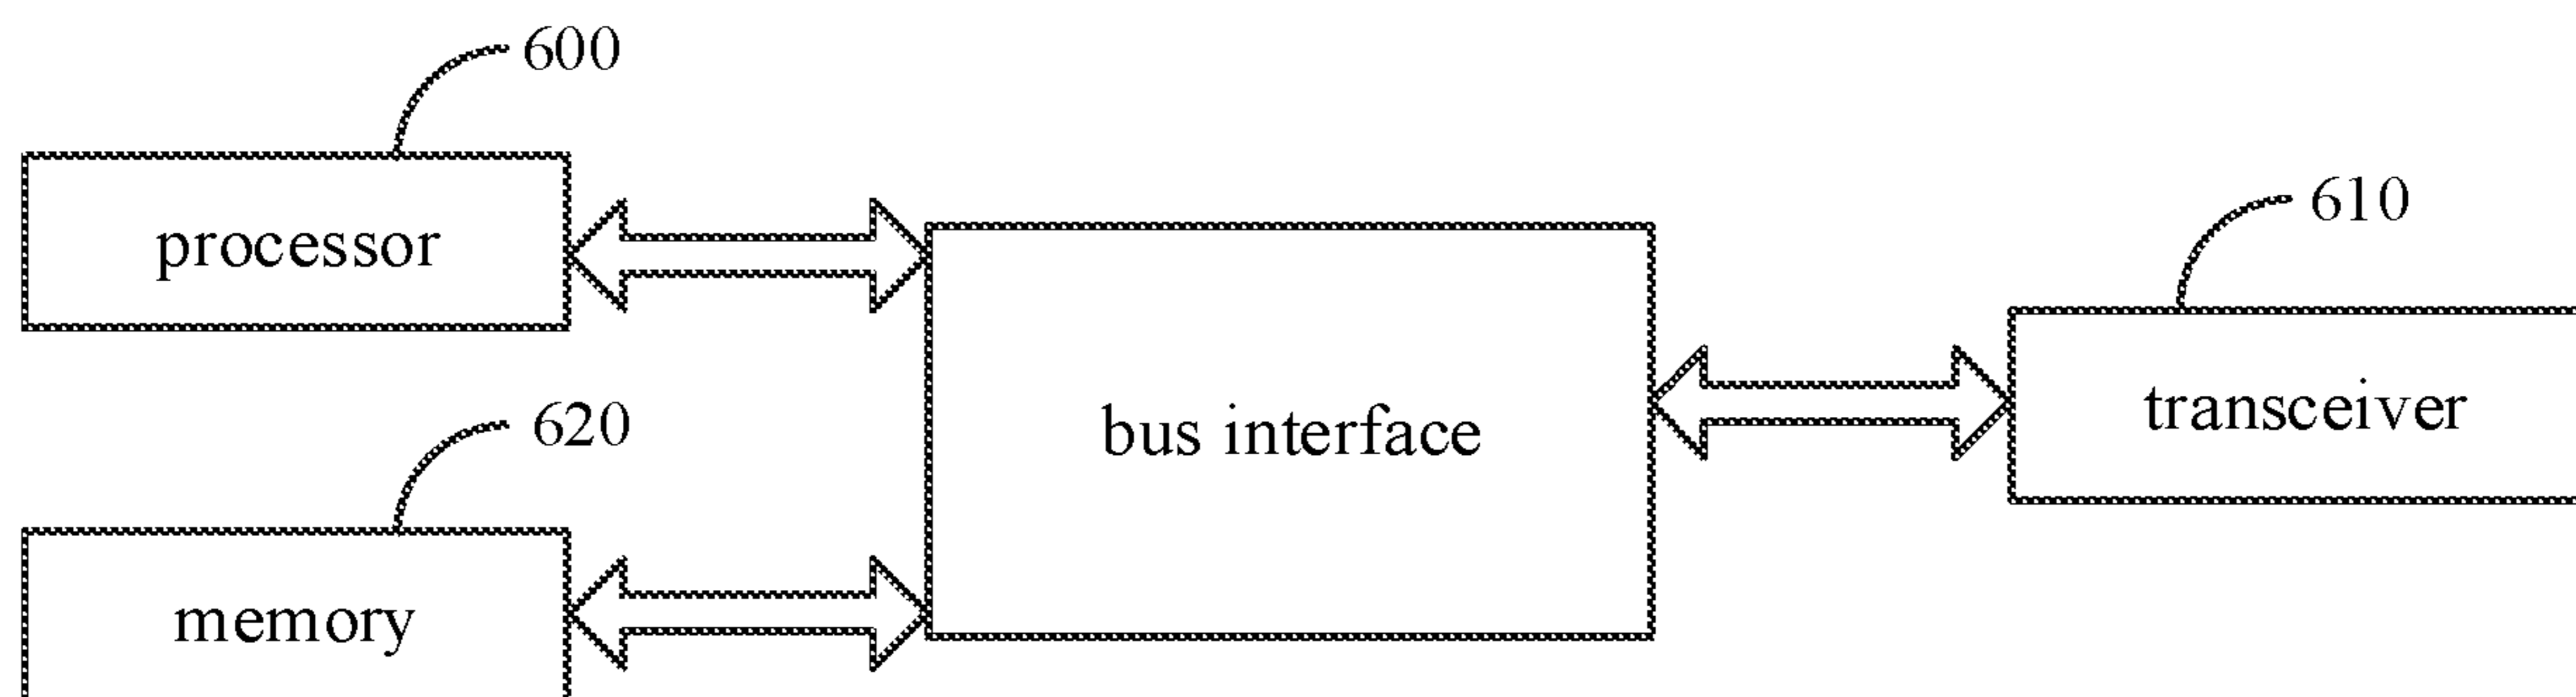 600
processor
610
transceiver
bus interface
620
memory